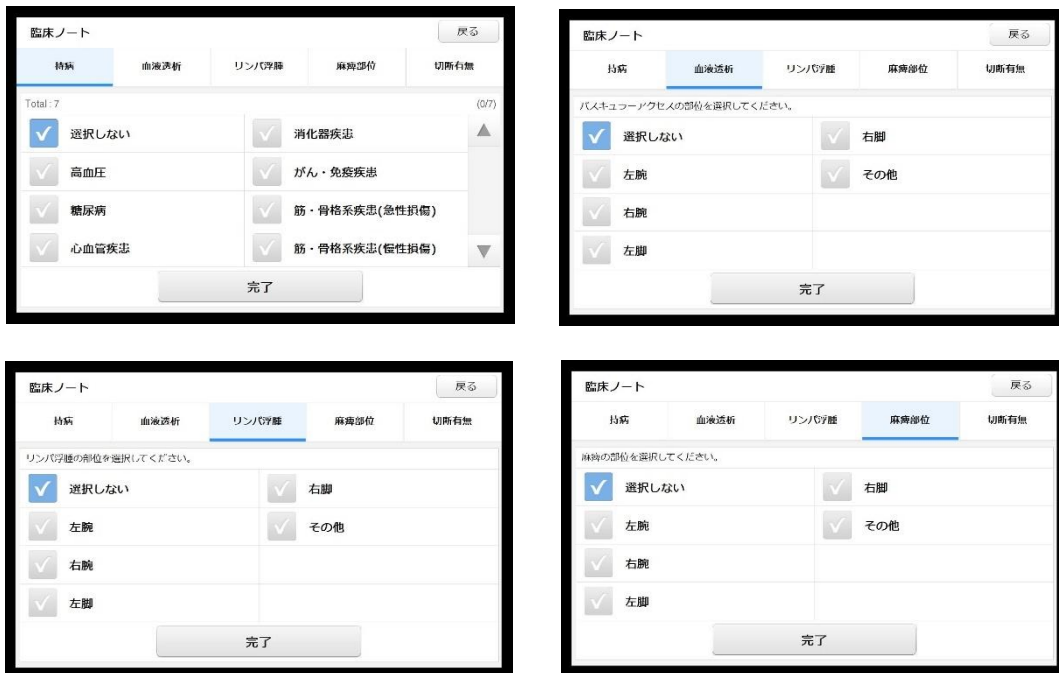 臨床ノート 戻る
持病 血液透析 リンパ浮腫 麻痺部位 切断有無
Total : 7 (0/7)
選択しない 消化器疾患
高血圧 がん・免疫疾患
糖尿病 筋・骨格系疾患(急性損傷)
心血管疾患 筋・骨格系疾患(慢性損傷)
完了
臨床ノート 戻る
持病 血液透析 リンパ浮腫 麻痺部位 切断有無
バスキュラーアクセスの部位を選択してください。
選択しない 右脚
左腕 その他
右腕
左脚
完了
臨床ノート 戻る
持病 血液透析 リンパ浮腫 麻痺部位 切断有無
リンパ浮腫の部位を選択してください。
選択しない 右脚
左腕 その他
右腕
左脚
完了
臨床ノート 戻る
持病 血液透析 リンパ浮腫 麻痺部位 切断有無
麻痺の部位を選択してください。
選択しない 右脚
左腕 その他
右腕
左脚
完了